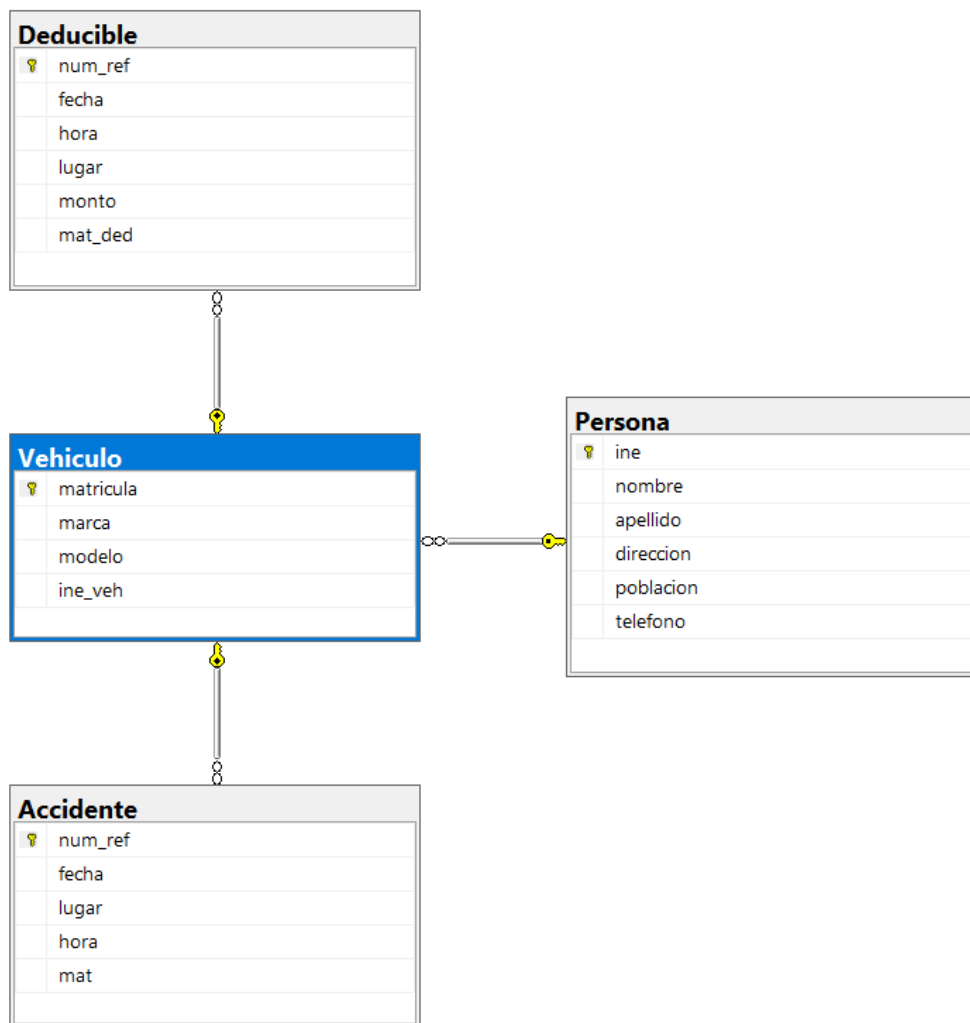 Deducible
num_ref
fecha
hora
lugar
monto
mat_ded
Vehiculo
matricula
marca
modelo
ine_veh
Persona
ine
nombre
apellido
direccion
poblacion
telefono
Accidente
num_ref
fecha
lugar
hora
mat